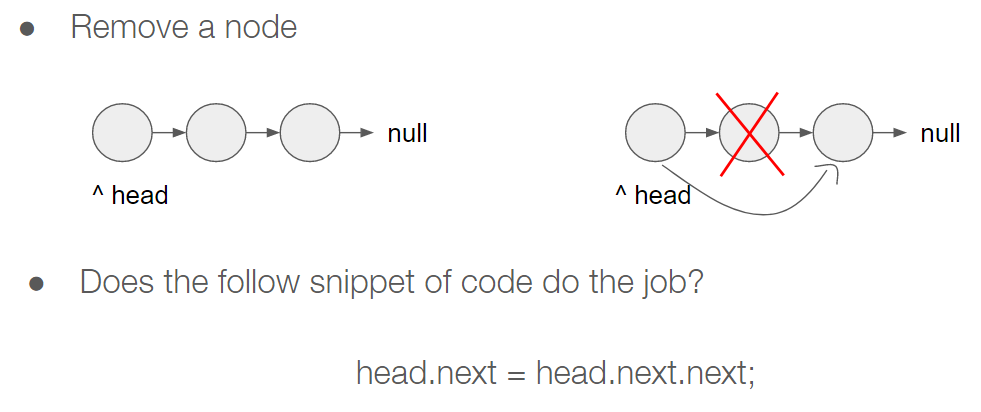 ● Remove a node
null
null
^ head
^ head
● Does the follow snippet of code do the job?
head.next = head.next.next;